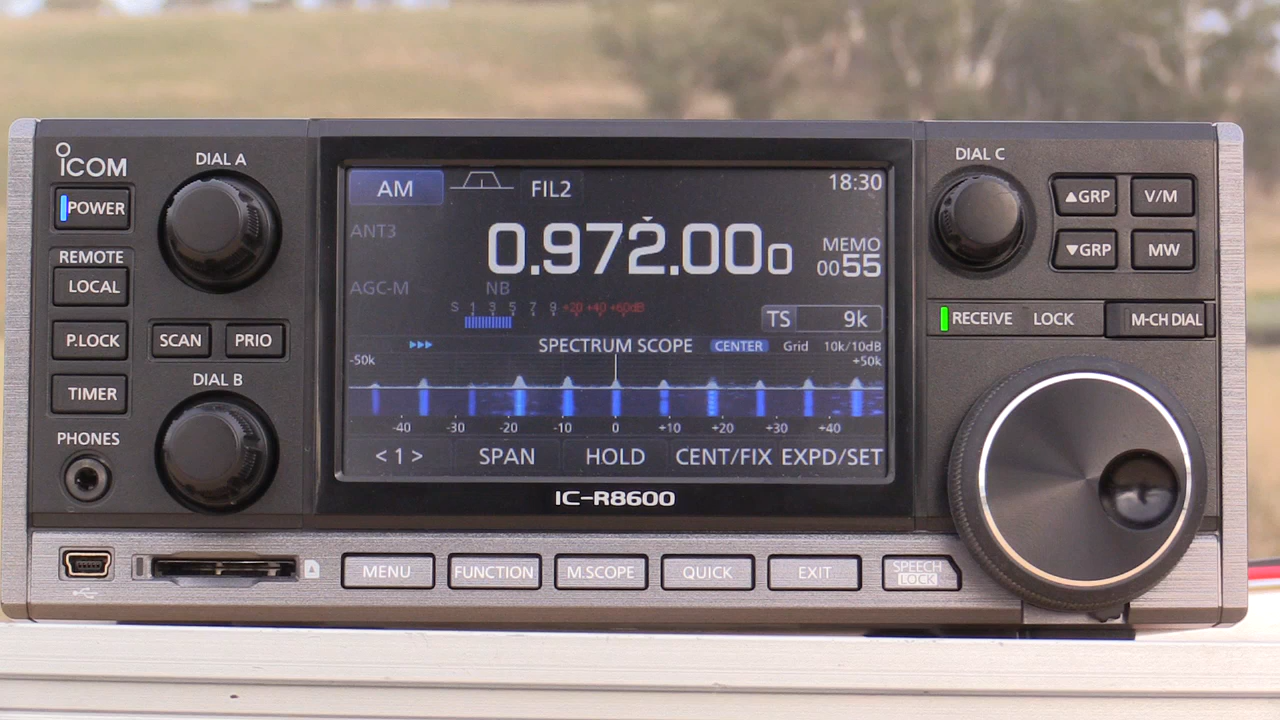 ICOM
DIAL A
POWER
REMOTE
LOCAL
P.LOCK
SCAN
PRIO
TIMER
DIAL B
PHONES
AM
FIL2
18:30
ANT3
0.972.000
MEMO
0055
AGC-M
NB
S 1 3 5 7 9 +20 +40 +60dB
TS 9k
SPECTRUM SCOPE CENTER Grid 10k/10dB
-50k +50k
-40 -30 -20 -10 0 +10 +20 +30 +40
< 1 > SPAN HOLD CENT/FIX EXPD/SET
IC-R8600
DIAL C
▲GRP V/M
▼GRP MW
RECEIVE LOCK M-CH DIAL
MENU FUNCTION M.SCOPE QUICK EXIT SPEECH
LOCK